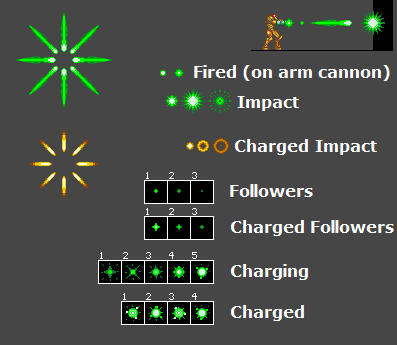 Fired (on arm cannon)
Impact
Charged Impact
1 2 3
Followers
1 2 3
Charged Followers
1 2 3 4 5
Charging
1 2 3 4
Charged